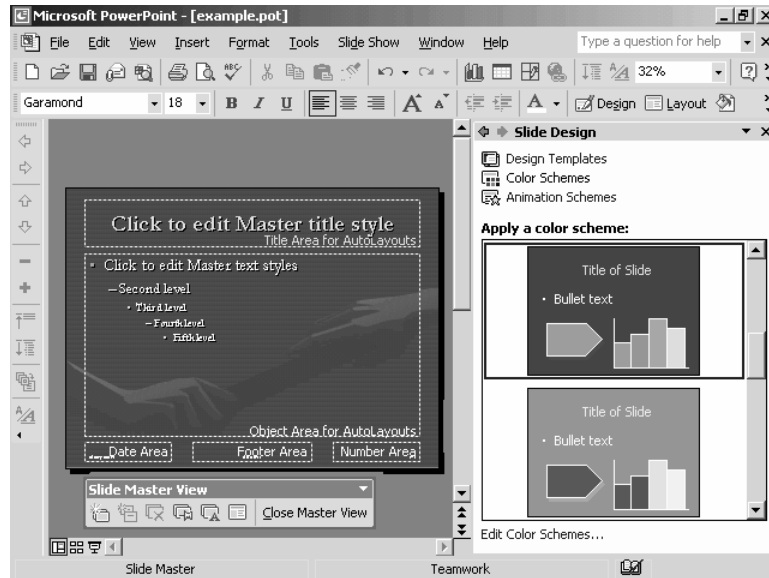 Microsoft PowerPoint - [example.pot]
File Edit View Insert Format Tools Slide Show Window Help Type a question for help
32%
Garamond 18 B I U A A A Design Layout
Slide Design
Design Templates
Color Schemes
Animation Schemes
Apply a color scheme:
Title of Slide
• Bullet text
Title of Slide
• Bullet text
Edit Color Schemes...
Click to edit Master title style
Title Area for AutoLayouts
• Click to edit Master text styles
– Second level
• Third level
– Fourth level
• Fifth level
Object Area for AutoLayouts
Date Area Footer Area Number Area
Slide Master View
Close Master View
Slide Master Teamwork